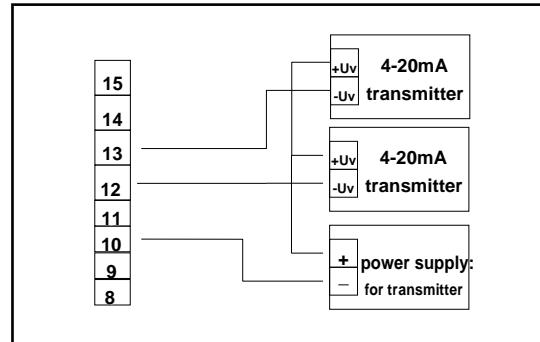 15
14
13
12
11
10
9
8
+Uv 4-20mA
-Uv transmitter
+Uv 4-20mA
-Uv transmitter
+ power supply:
– for transmitter